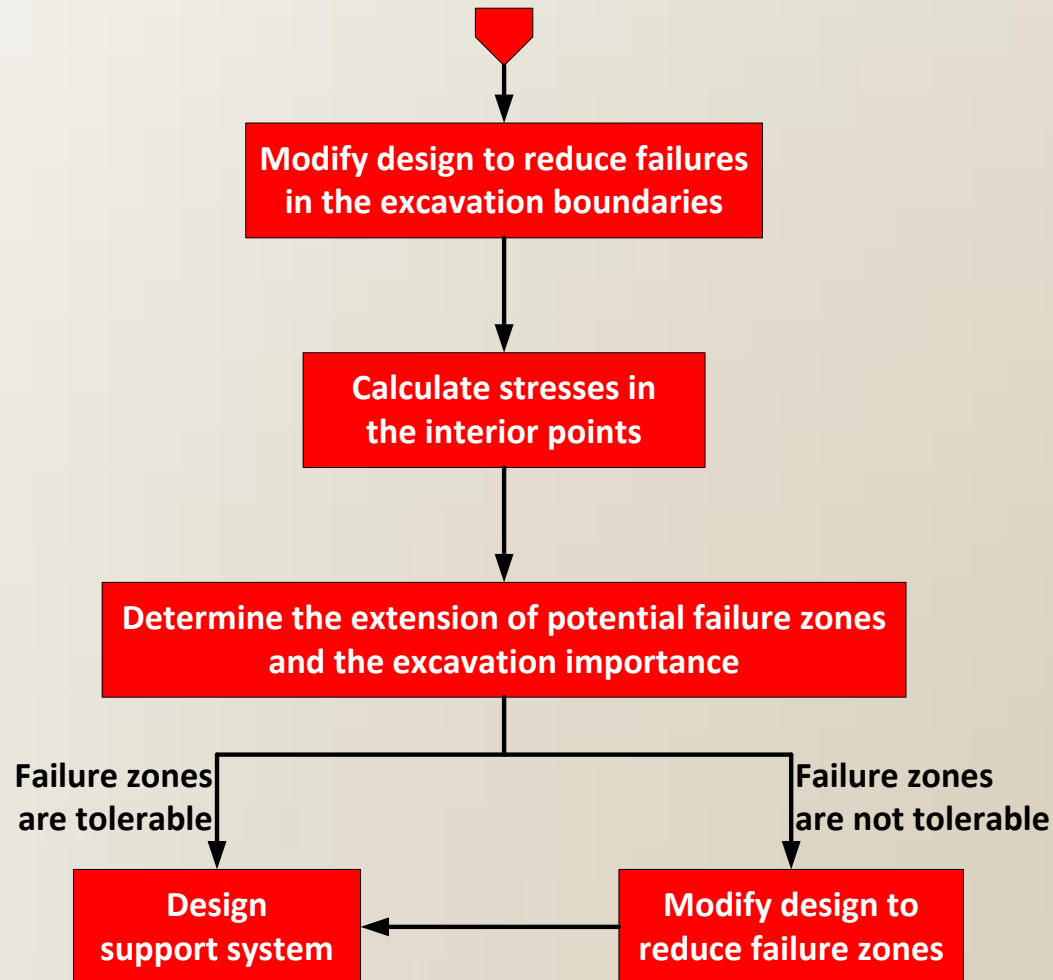 Modify design to reduce failures
in the excavation boundaries
Calculate stresses in
the interior points
Determine the extension of potential failure zones
and the excavation importance
Failure zones
are tolerable
Failure zones
are not tolerable
Design
support system
Modify design to
reduce failure zones